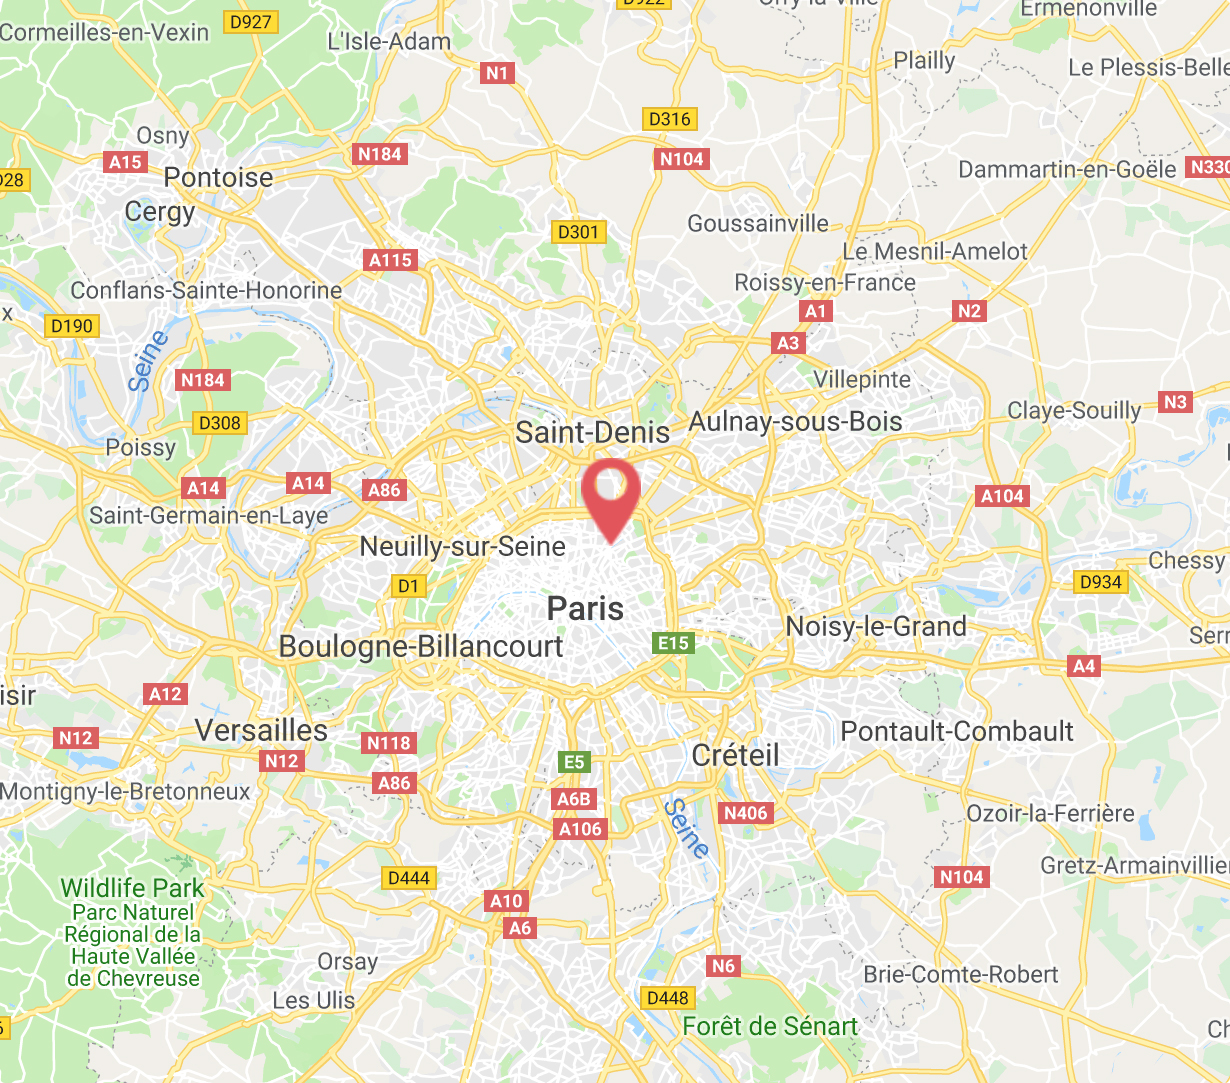 D922
Orry-la-Ville
Ermenonville
D927
Cormeilles-en-Vexin
L'Isle-Adam
Plailly
Le Plessis-Belle
N1
D316
Osny
A15
N184
N104
Dammartin-en-Goële
N330
D28
Pontoise
Cergy
Goussainville
D301
Le Mesnil-Amelot
A115
Roissy-en-France
Conflans-Sainte-Honorine
A1
N2
x
D190
A3
Seine
N184
Villepinte
N3
Claye-Souilly
D308
Aulnay-sous-Bois
Saint-Denis
Poissy
A14
A14
A86
A104
Saint-Germain-en-Laye
Neuilly-sur-Seine
Chessy
D1
D934
Paris
Noisy-le-Grand
Serr
E15
Boulogne-Billancourt
A4
isir
A12
Versailles
Pontault-Combault
N12
N118
N12
Créteil
E5
A86
Montigny-le-Bretonneux
A6B
N406
Ozoir-la-Ferrière
A106
Seine
Gretz-Armainvillier
D444
N104
Wildlife Park
Parc Naturel
Régional de la
Haute Vallée
de Chevreuse
A10
A6
Orsay
N6
Brie-Comte-Robert
Les Ulis
D448
Forêt de Sénart
6
Ch